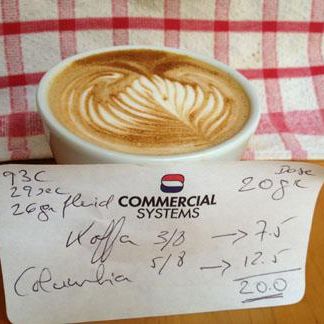 93C
29sec
26gr fluid
COMMERCIAL
SYSTEMS
Dose
20gr
Koffa 3/8 → 7.5
Columbia 5/8 → 12.5
20.0